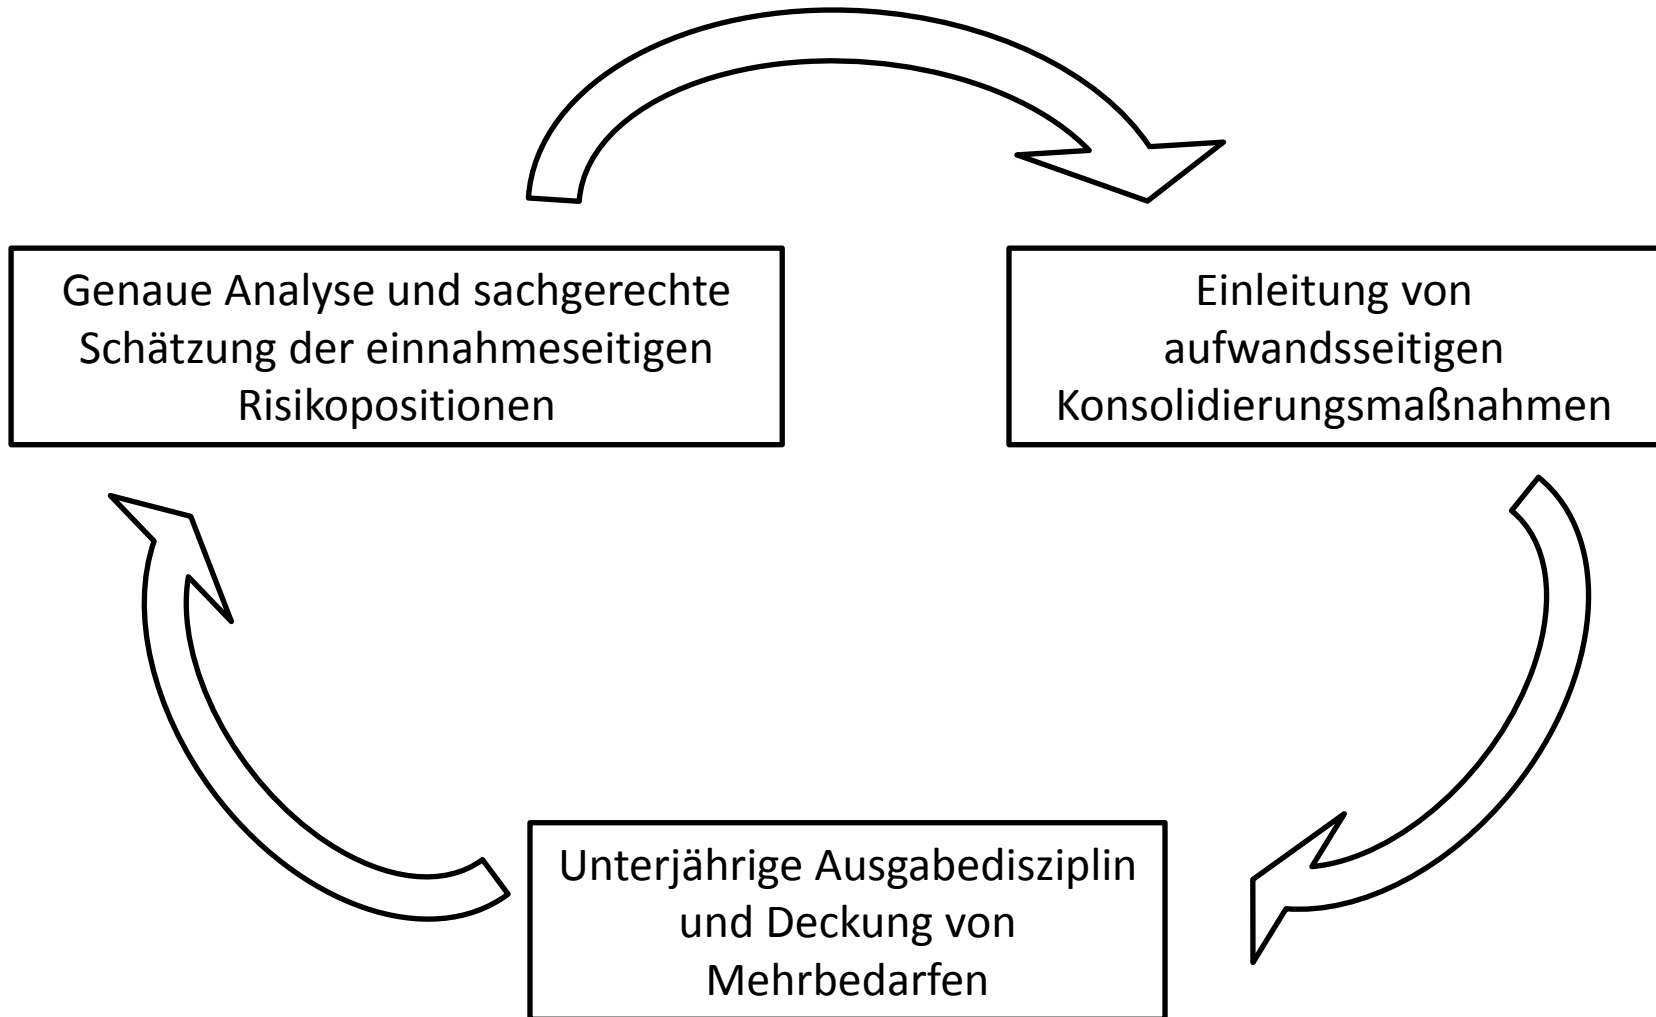 Genaue Analyse und sachgerechte
Schätzung der einnahmeseitigen
Risikopositionen
Einleitung von
aufwandsseitigen
Konsolidierungsmaßnahmen
Unterjährige Ausgabedisziplin
und Deckung von
Mehrbedarfen